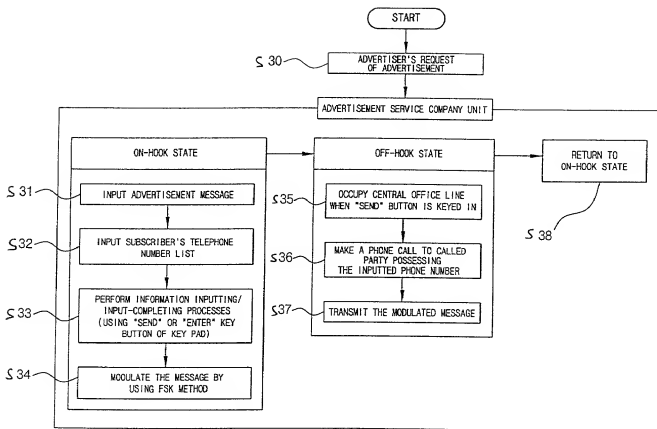 START
S30
ADVERTISER'S REQUEST
OF ADVERTISEMENT
ADVERTISEMENT SERVICE COMPANY UNIT
ON-HOOK STATE
S31
INPUT ADVERTISEMENT MESSAGE
S32
INPUT SUBSCRIBER'S TELEPHONE
NUMBER LIST
S33
PERFORM INFORMATION INPUTTING/
INPUT-COMPLETING PROCESSES
(USING "SEND" OR "ENTER" KEY
BUTTON OF KEY PAD)
S34
MODULATE THE MESSAGE BY
USING FSK METHOD
OFF-HOOK STATE
S35
OCCUPY CENTRAL OFFICE LINE
WHEN "SEND" BUTTON IS KEYED IN
S36
MAKE A PHONE CALL TO CALLED
PARTY POSSESSING
THE INPUTTED PHONE NUMBER
S37
TRANSMIT THE MODULATED MESSAGE
RETURN TO
ON-HOOK STATE
S38